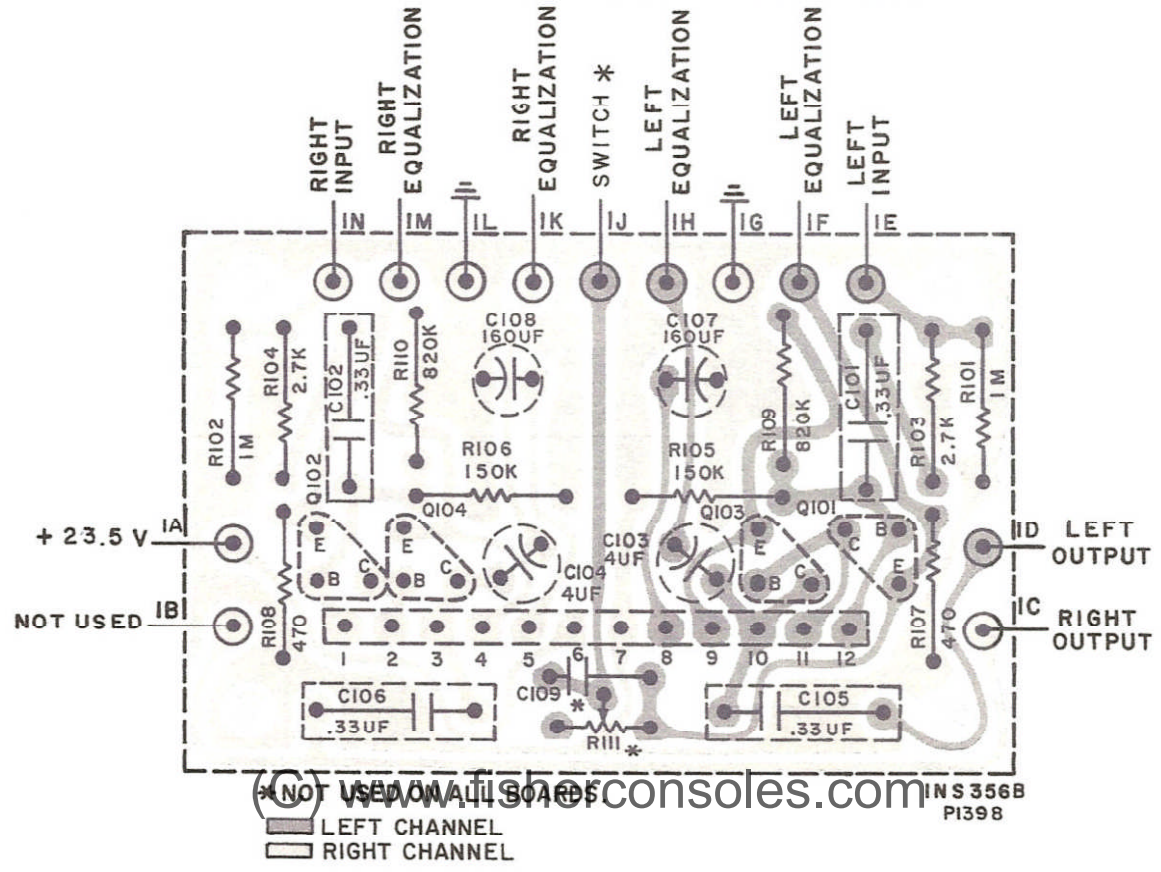 RIGHT INPUT
RIGHT EQUALIZATION
RIGHT EQUALIZATION
SWITCH *
LEFT EQUALIZATION
LEFT EQUALIZATION
LEFT INPUT
IN IM IL IK IJ IH IG IF IE
C108
160UF
C107
160UF
R102
1M
R104
2.7K
C102
.33UF
R110
820K
R109
820K
C101
.33UF
R103
2.7K
R101
1M
R106
150K
R105
150K
Q102
Q104
Q103
Q101
+ 23.5 V
IA
E
B
C
E
B
C
C104
4UF
C103
4UF
E
B
C
C
B
E
ID
LEFT
OUTPUT
NOT USED
IB
R108
470
R107
470
IC
RIGHT
OUTPUT
1 2 3 4 5 6 7 8 9 10 11 12
C106
.33UF
C109
*
R111 *
C105
.33UF
(C) www.fisherconsoles.com
* NOT USED ON ALL BOARDS.
INS356B
P1398
LEFT CHANNEL
RIGHT CHANNEL